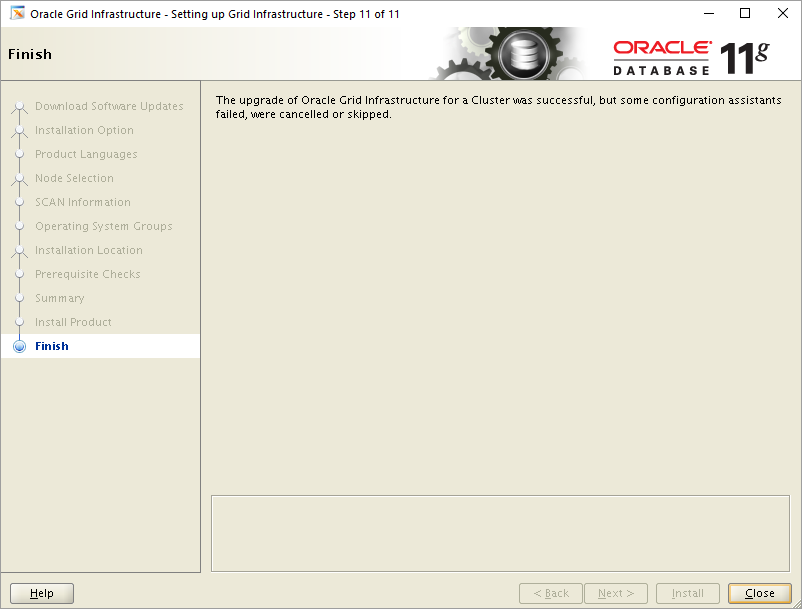 Oracle Grid Infrastructure - Setting up Grid Infrastructure - Step 11 of 11
Finish
ORACLE
DATABASE 11g
Download Software Updates
Installation Option
Product Languages
Node Selection
SCAN Information
Operating System Groups
Installation Location
Prerequisite Checks
Summary
Install Product
Finish
The upgrade of Oracle Grid Infrastructure for a Cluster was successful, but some configuration assistants
failed, were cancelled or skipped.
Help
< Back
Next >
Install
Close